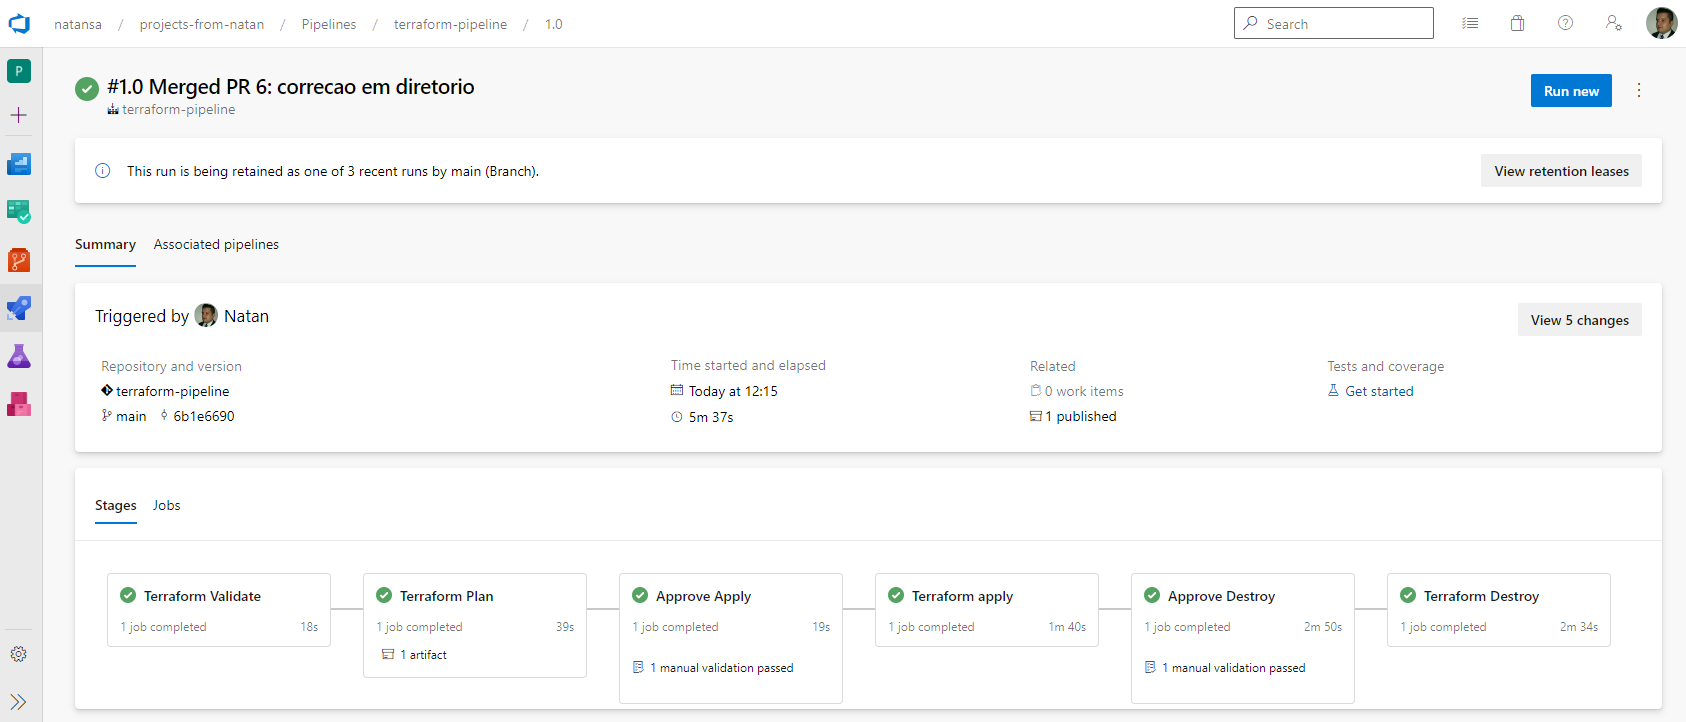 natansa / projects-from-natan / Pipelines / terraform-pipeline / 1.0
Search
P
#1.0 Merged PR 6: correcao em diretorio
terraform-pipeline
Run new
This run is being retained as one of 3 recent runs by main (Branch).
View retention leases
Summary
Associated pipelines
Triggered by Natan
View 5 changes
Repository and version
terraform-pipeline
main 6b1e6690
Time started and elapsed
Today at 12:15
5m 37s
Related
0 work items
1 published
Tests and coverage
Get started
Stages
Jobs
Terraform Validate
1 job completed 18s
Terraform Plan
1 job completed 39s
1 artifact
Approve Apply
1 job completed 19s
1 manual validation passed
Terraform apply
1 job completed 1m 40s
Approve Destroy
1 job completed 2m 50s
1 manual validation passed
Terraform Destroy
1 job completed 2m 34s